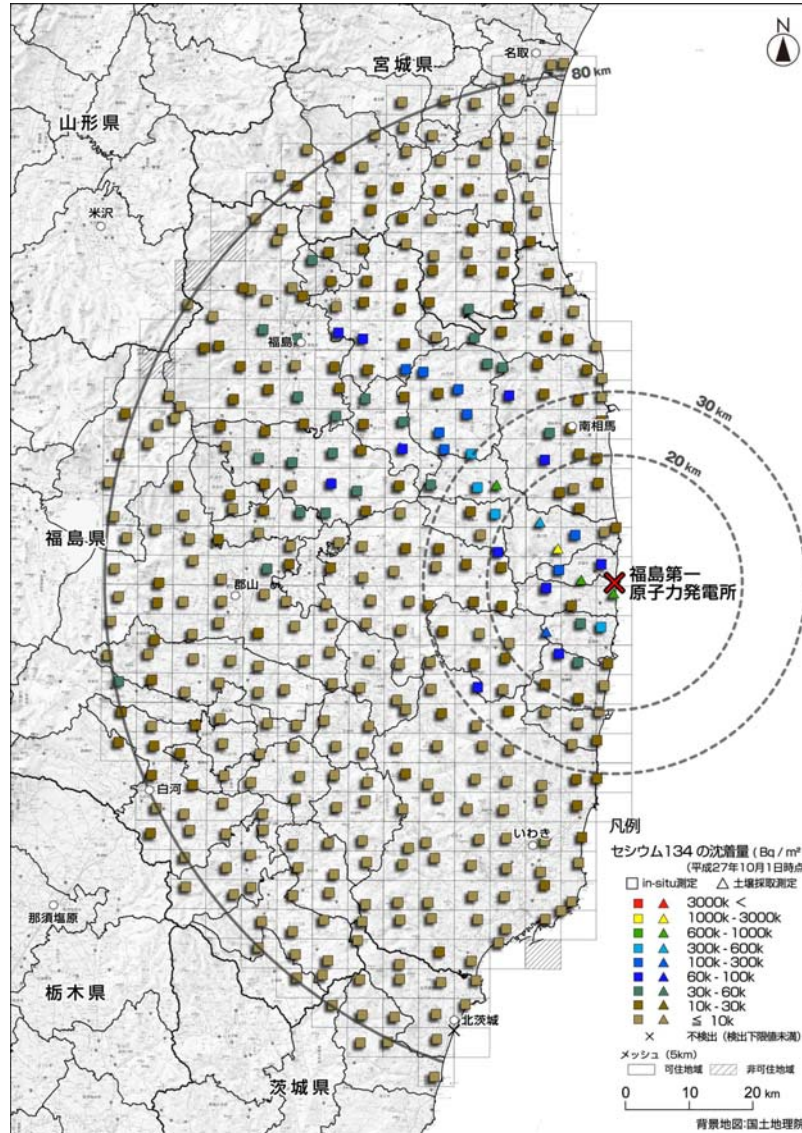 N
名取
宮城県
80 km
山形県
米沢
福島
30 km
南相馬
20 km
福島県
福島第一
原子力発電所
郡山
白河
凡例
いわき
セシウム134 の沈着量 ( Bq / m²
(平成27年10月1日時点
in-situ測定 土壌採取測定
3000k <
1000k - 3000k
600k - 1000k
300k - 600k
100k - 300k
60k - 100k
30k - 60k
10k - 30k
≦ 10k
× 不検出（検出下限値未満）
那須塩原
栃木県
北茨城
メッシュ（5km）
可住地域 非可住地域
茨城県
0 10 20 km
背景地図:国土地理院